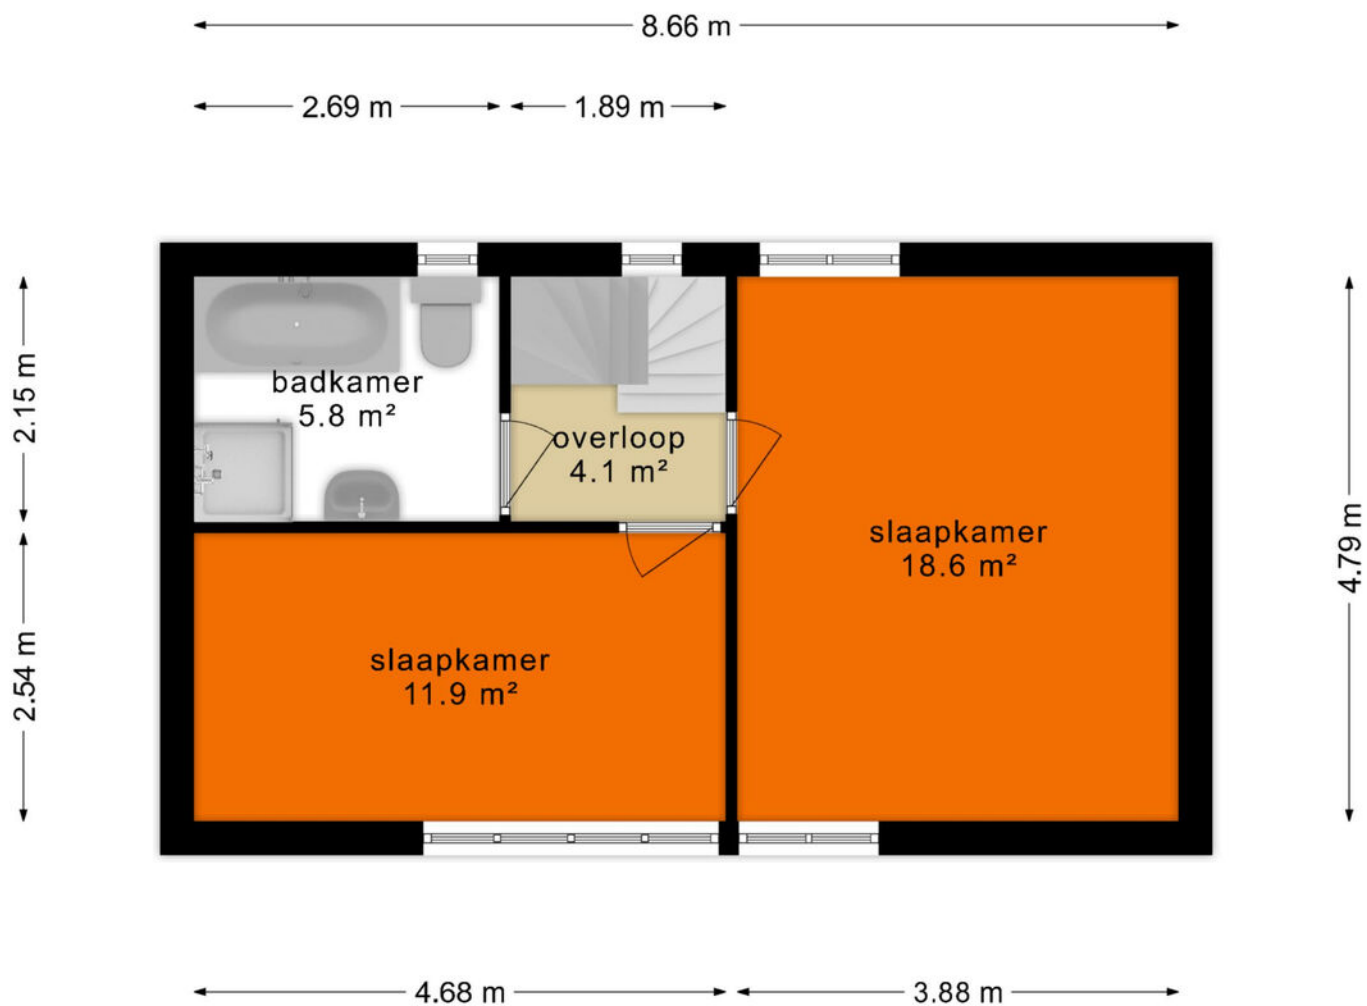 8.66 m
2.69 m
1.89 m
2.15 m
badkamer
5.8 m²
overloop
4.1 m²
slaapkamer
18.6 m²
4.79 m
2.54 m
slaapkamer
11.9 m²
4.68 m
3.88 m